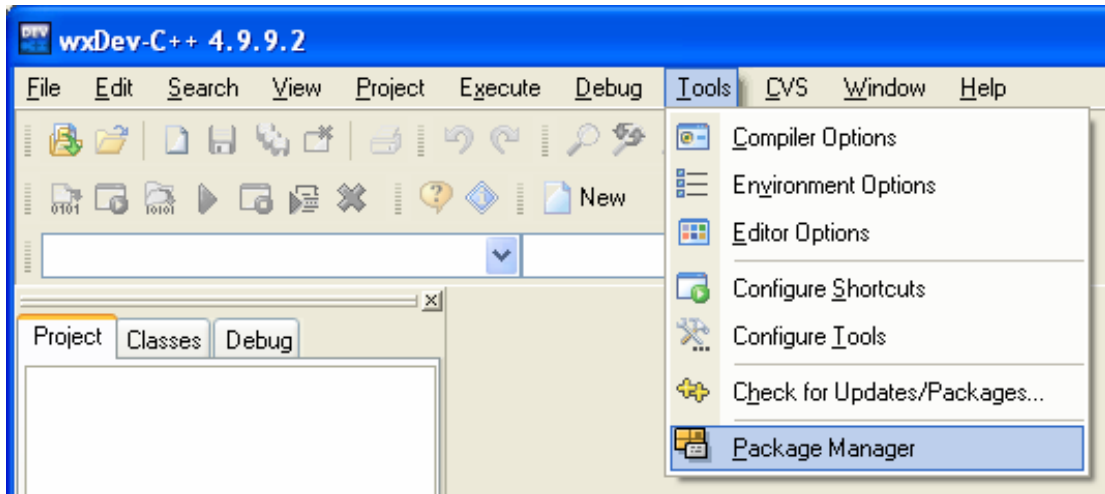 DEV wxDev-C++ 4.9.9.2
File Edit Search View Project Execute Debug Tools CVS Window Help
Compiler Options
Environment Options
New
Editor Options
Configure Shortcuts
Project Classes Debug
Configure Tools
Check for Updates/Packages...
Package Manager